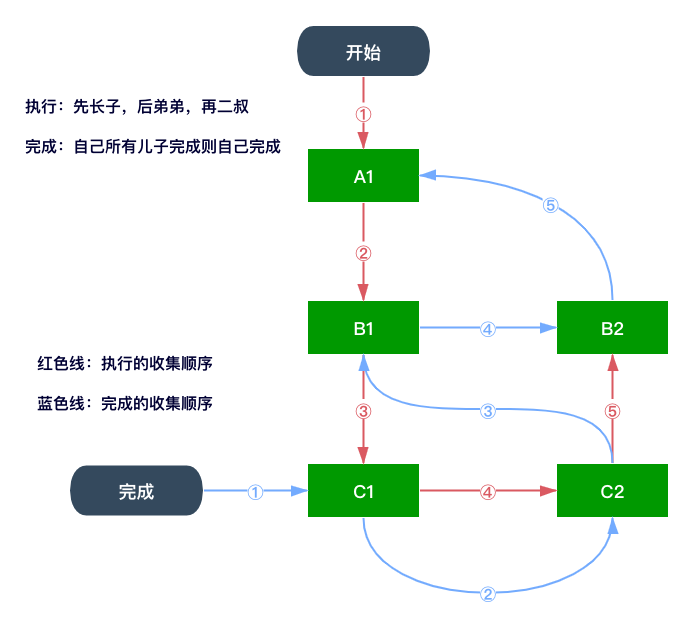 开始
执行：先长子，后弟弟，再二叔
①
完成：自己所有儿子完成则自己完成
A1
⑤
②
B1
④
B2
红色线：执行的收集顺序
蓝色线：完成的收集顺序
③
③
⑤
完成
①
C1
④
C2
②